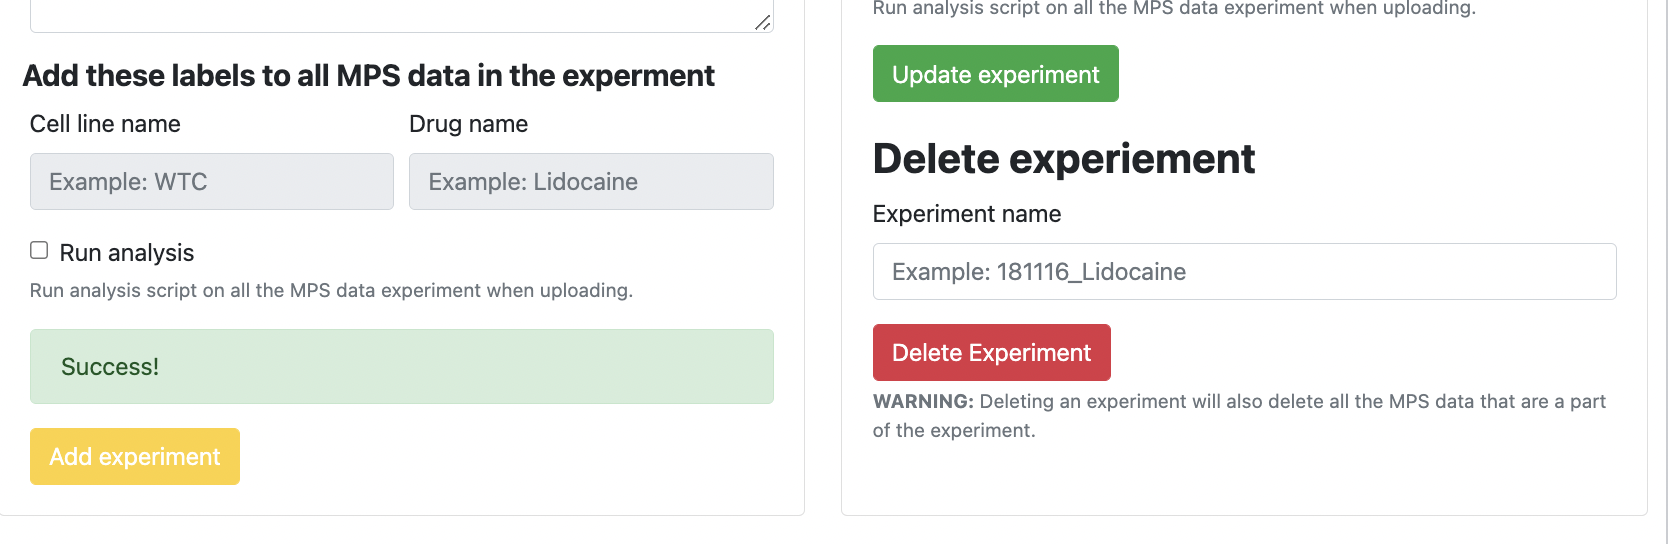 Add these labels to all MPS data in the experment
Cell line name
Drug name
Example: WTC
Example: Lidocaine
Run analysis
Run analysis script on all the MPS data experiment when uploading.
Success!
Add experiment
Run analysis script on all the MPS data experiment when uploading.
Update experiment
Delete experiement
Experiment name
Example: 181116_Lidocaine
Delete Experiment
WARNING: Deleting an experiment will also delete all the MPS data that are a part
of the experiment.